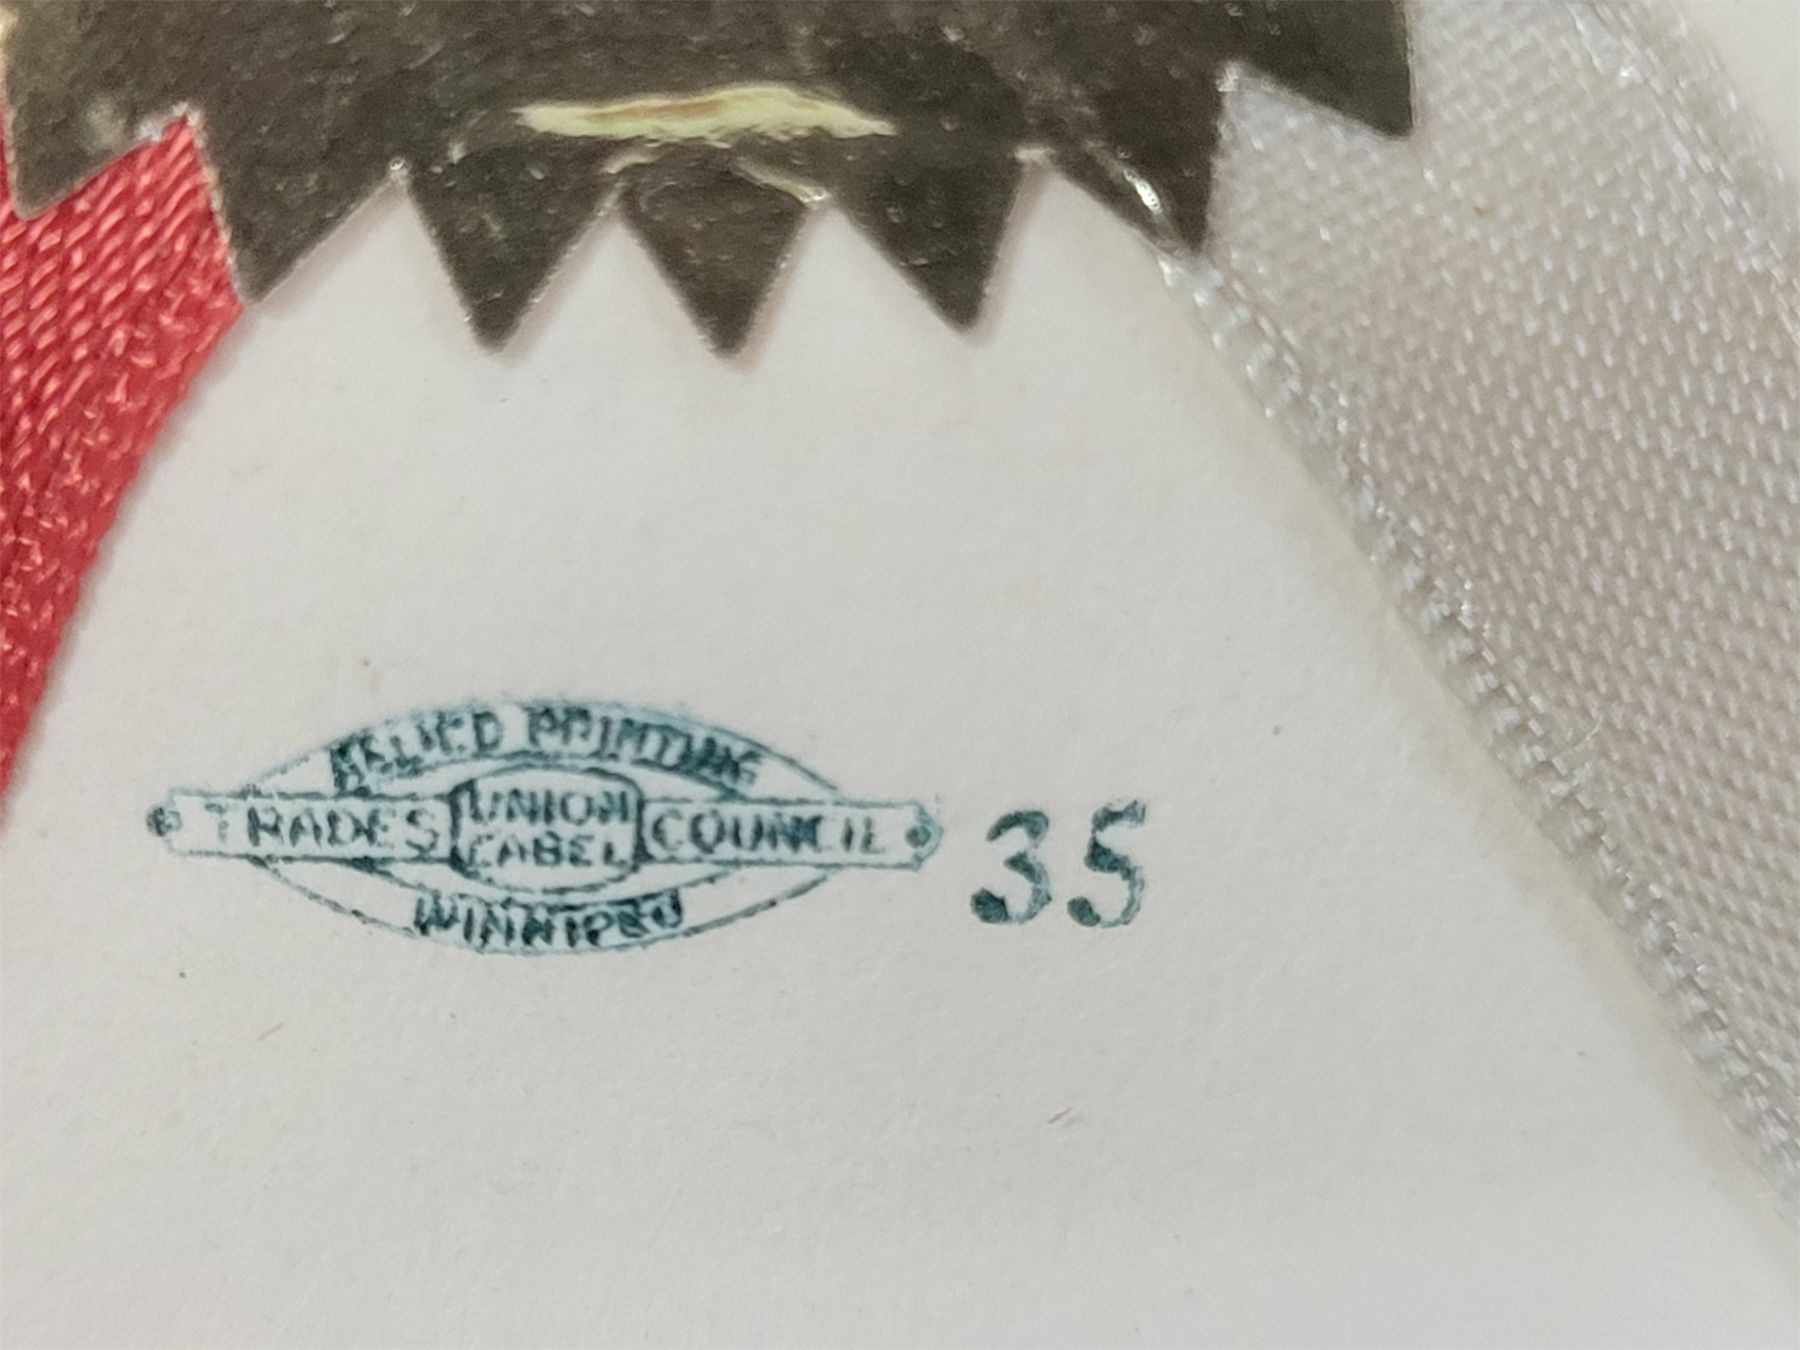 ALLIED PRINTING
TRADES UNION LABEL COUNCIL
WINNIPEG
35